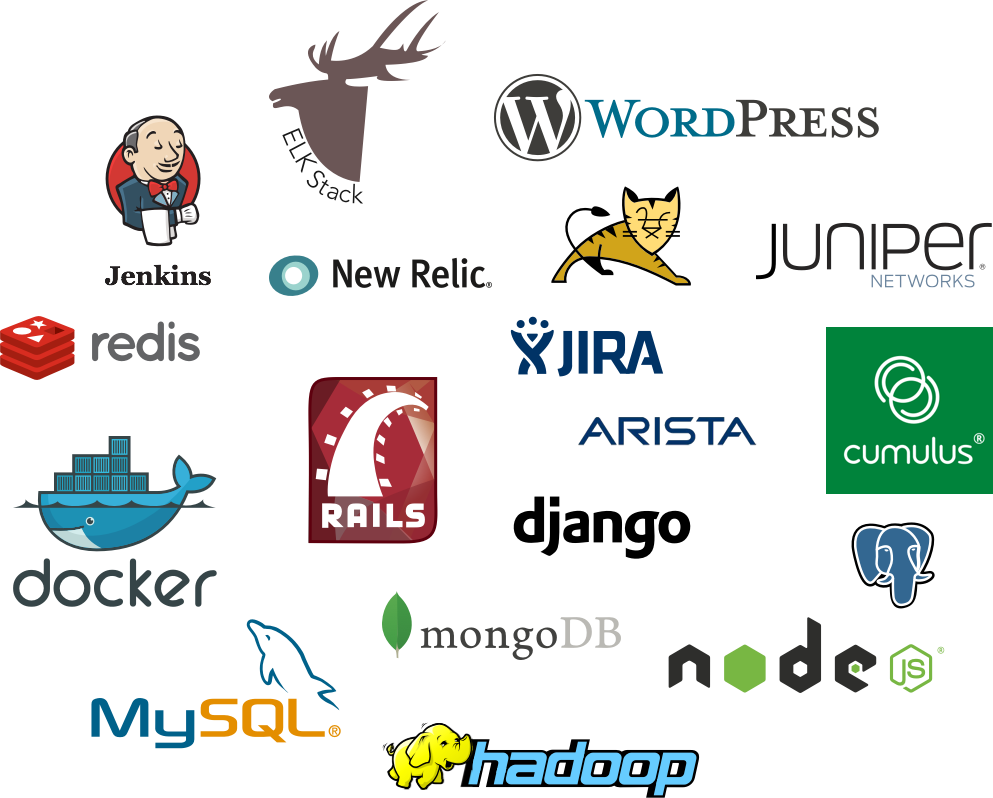 ELK Stack
W WORDPRESS
Jenkins
New Relic®
JUNIPer®
NETWORKS
redis
JIRA
ARISTA
cumulus®
RAILS
django
docker
mongoDB
node JS®
MySQL®
hadoop